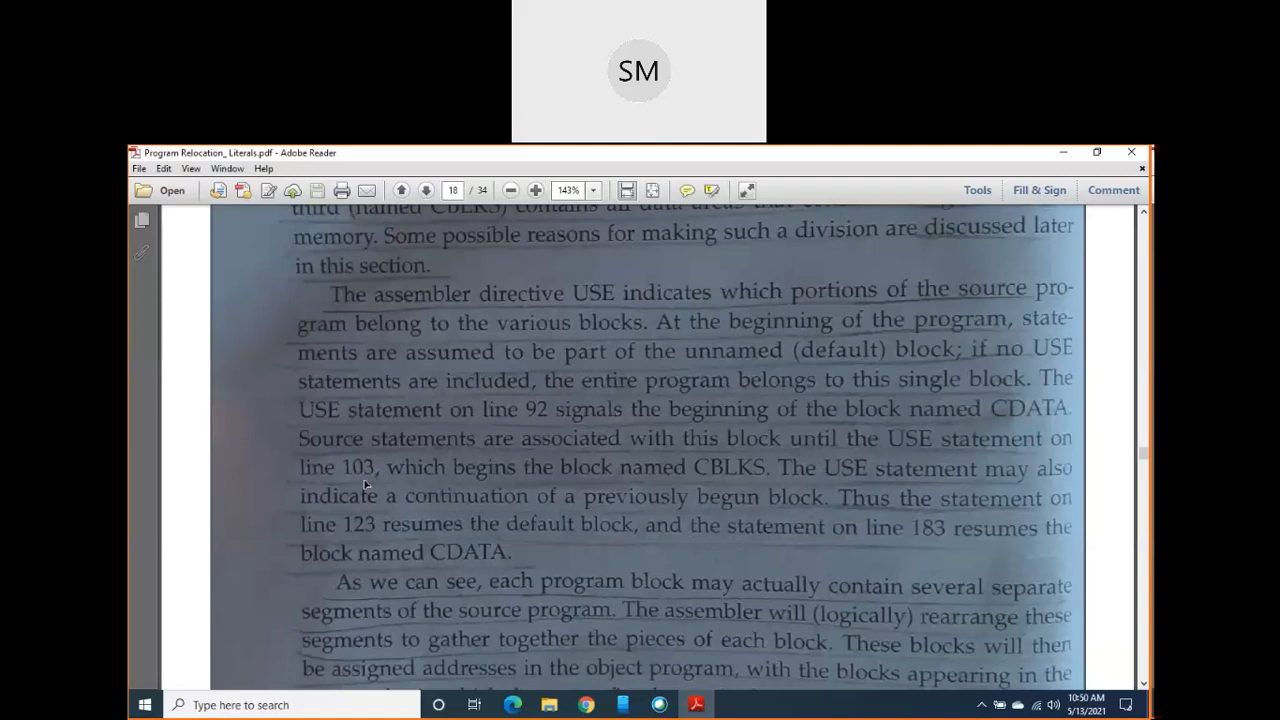 SM
Program Relocation_ Literals.pdf - Adobe Reader
File Edit View Window Help
Open 18 / 34 143% Tools Fill & Sign Comment
third (named CBLKS) contains all data areas that
memory. Some possible reasons for making such a division are discussed later
in this section.
The assembler directive USE indicates which portions of the source pro-
gram belong to the various blocks. At the beginning of the program, state-
ments are assumed to be part of the unnamed (default) block; if no USE
statements are included, the entire program belongs to this single block. The
USE statement on line 92 signals the beginning of the block named CDATA.
Source statements are associated with this block until the USE statement on
line 103, which begins the block named CBLKS. The USE statement may also
indicate a continuation of a previously begun block. Thus the statement on
line 123 resumes the default block, and the statement on line 183 resumes the
block named CDATA.
As we can see, each program block may actually contain several separate
segments of the source program. The assembler will (logically) rearrange these
segments to gather together the pieces of each block. These blocks will then
be assigned addresses in the object program, with the blocks appearing in the
Type here to search
10:50 AM
5/13/2021